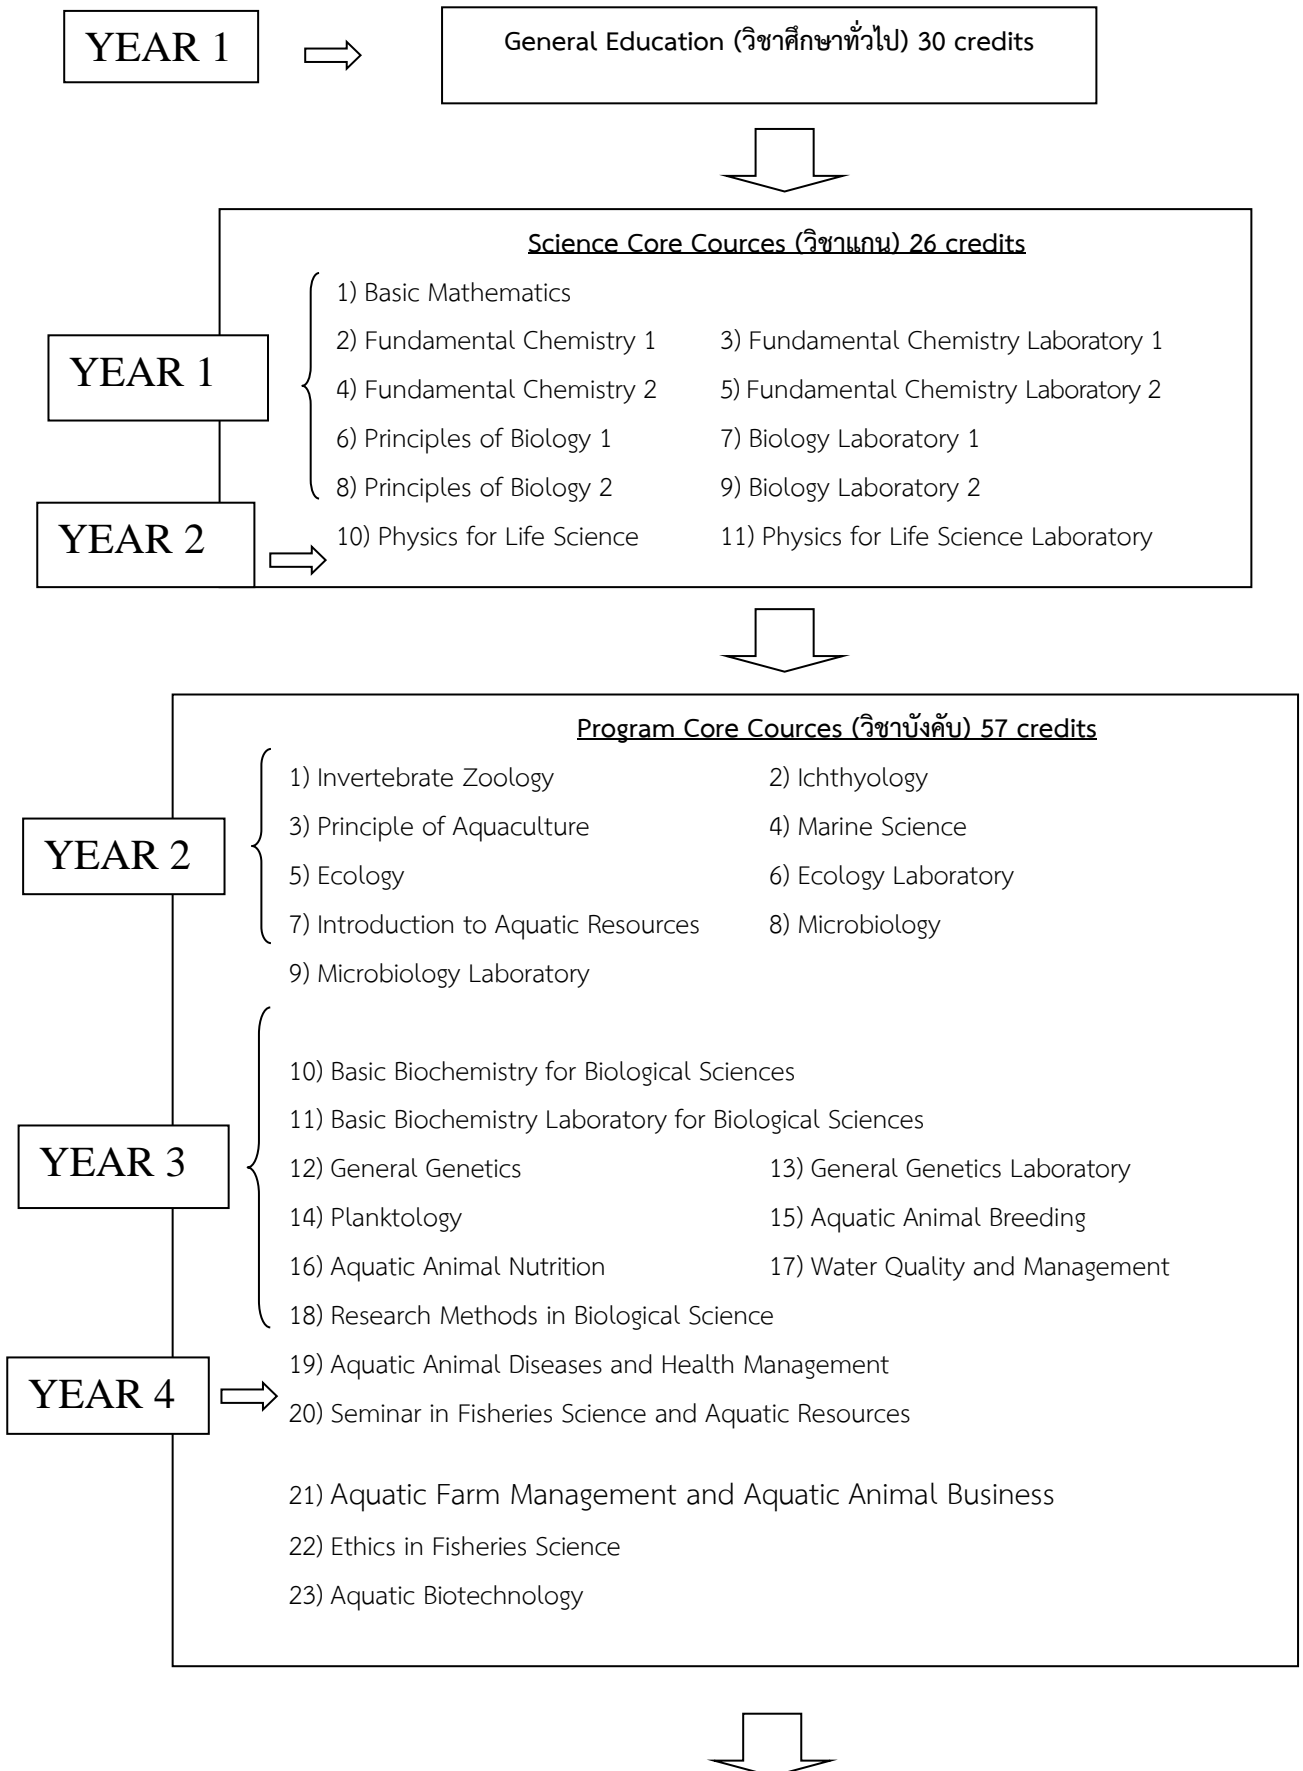 YEAR 1
General Education (วิชาศึกษาทั่วไป) 30 credits
Science Core Cources (วิชาแกน) 26 credits
1) Basic Mathematics
2) Fundamental Chemistry 1 3) Fundamental Chemistry Laboratory 1
YEAR 1
4) Fundamental Chemistry 2 5) Fundamental Chemistry Laboratory 2
6) Principles of Biology 1 7) Biology Laboratory 1
8) Principles of Biology 2 9) Biology Laboratory 2
YEAR 2
10) Physics for Life Science 11) Physics for Life Science Laboratory
Program Core Cources (วิชาบังคับ) 57 credits
1) Invertebrate Zoology 2) Ichthyology
3) Principle of Aquaculture 4) Marine Science
YEAR 2
5) Ecology 6) Ecology Laboratory
7) Introduction to Aquatic Resources 8) Microbiology
9) Microbiology Laboratory
10) Basic Biochemistry for Biological Sciences
11) Basic Biochemistry Laboratory for Biological Sciences
YEAR 3
12) General Genetics 13) General Genetics Laboratory
14) Planktology 15) Aquatic Animal Breeding
16) Aquatic Animal Nutrition 17) Water Quality and Management
18) Research Methods in Biological Science
19) Aquatic Animal Diseases and Health Management
YEAR 4
20) Seminar in Fisheries Science and Aquatic Resources
21) Aquatic Farm Management and Aquatic Animal Business
22) Ethics in Fisheries Science
23) Aquatic Biotechnology